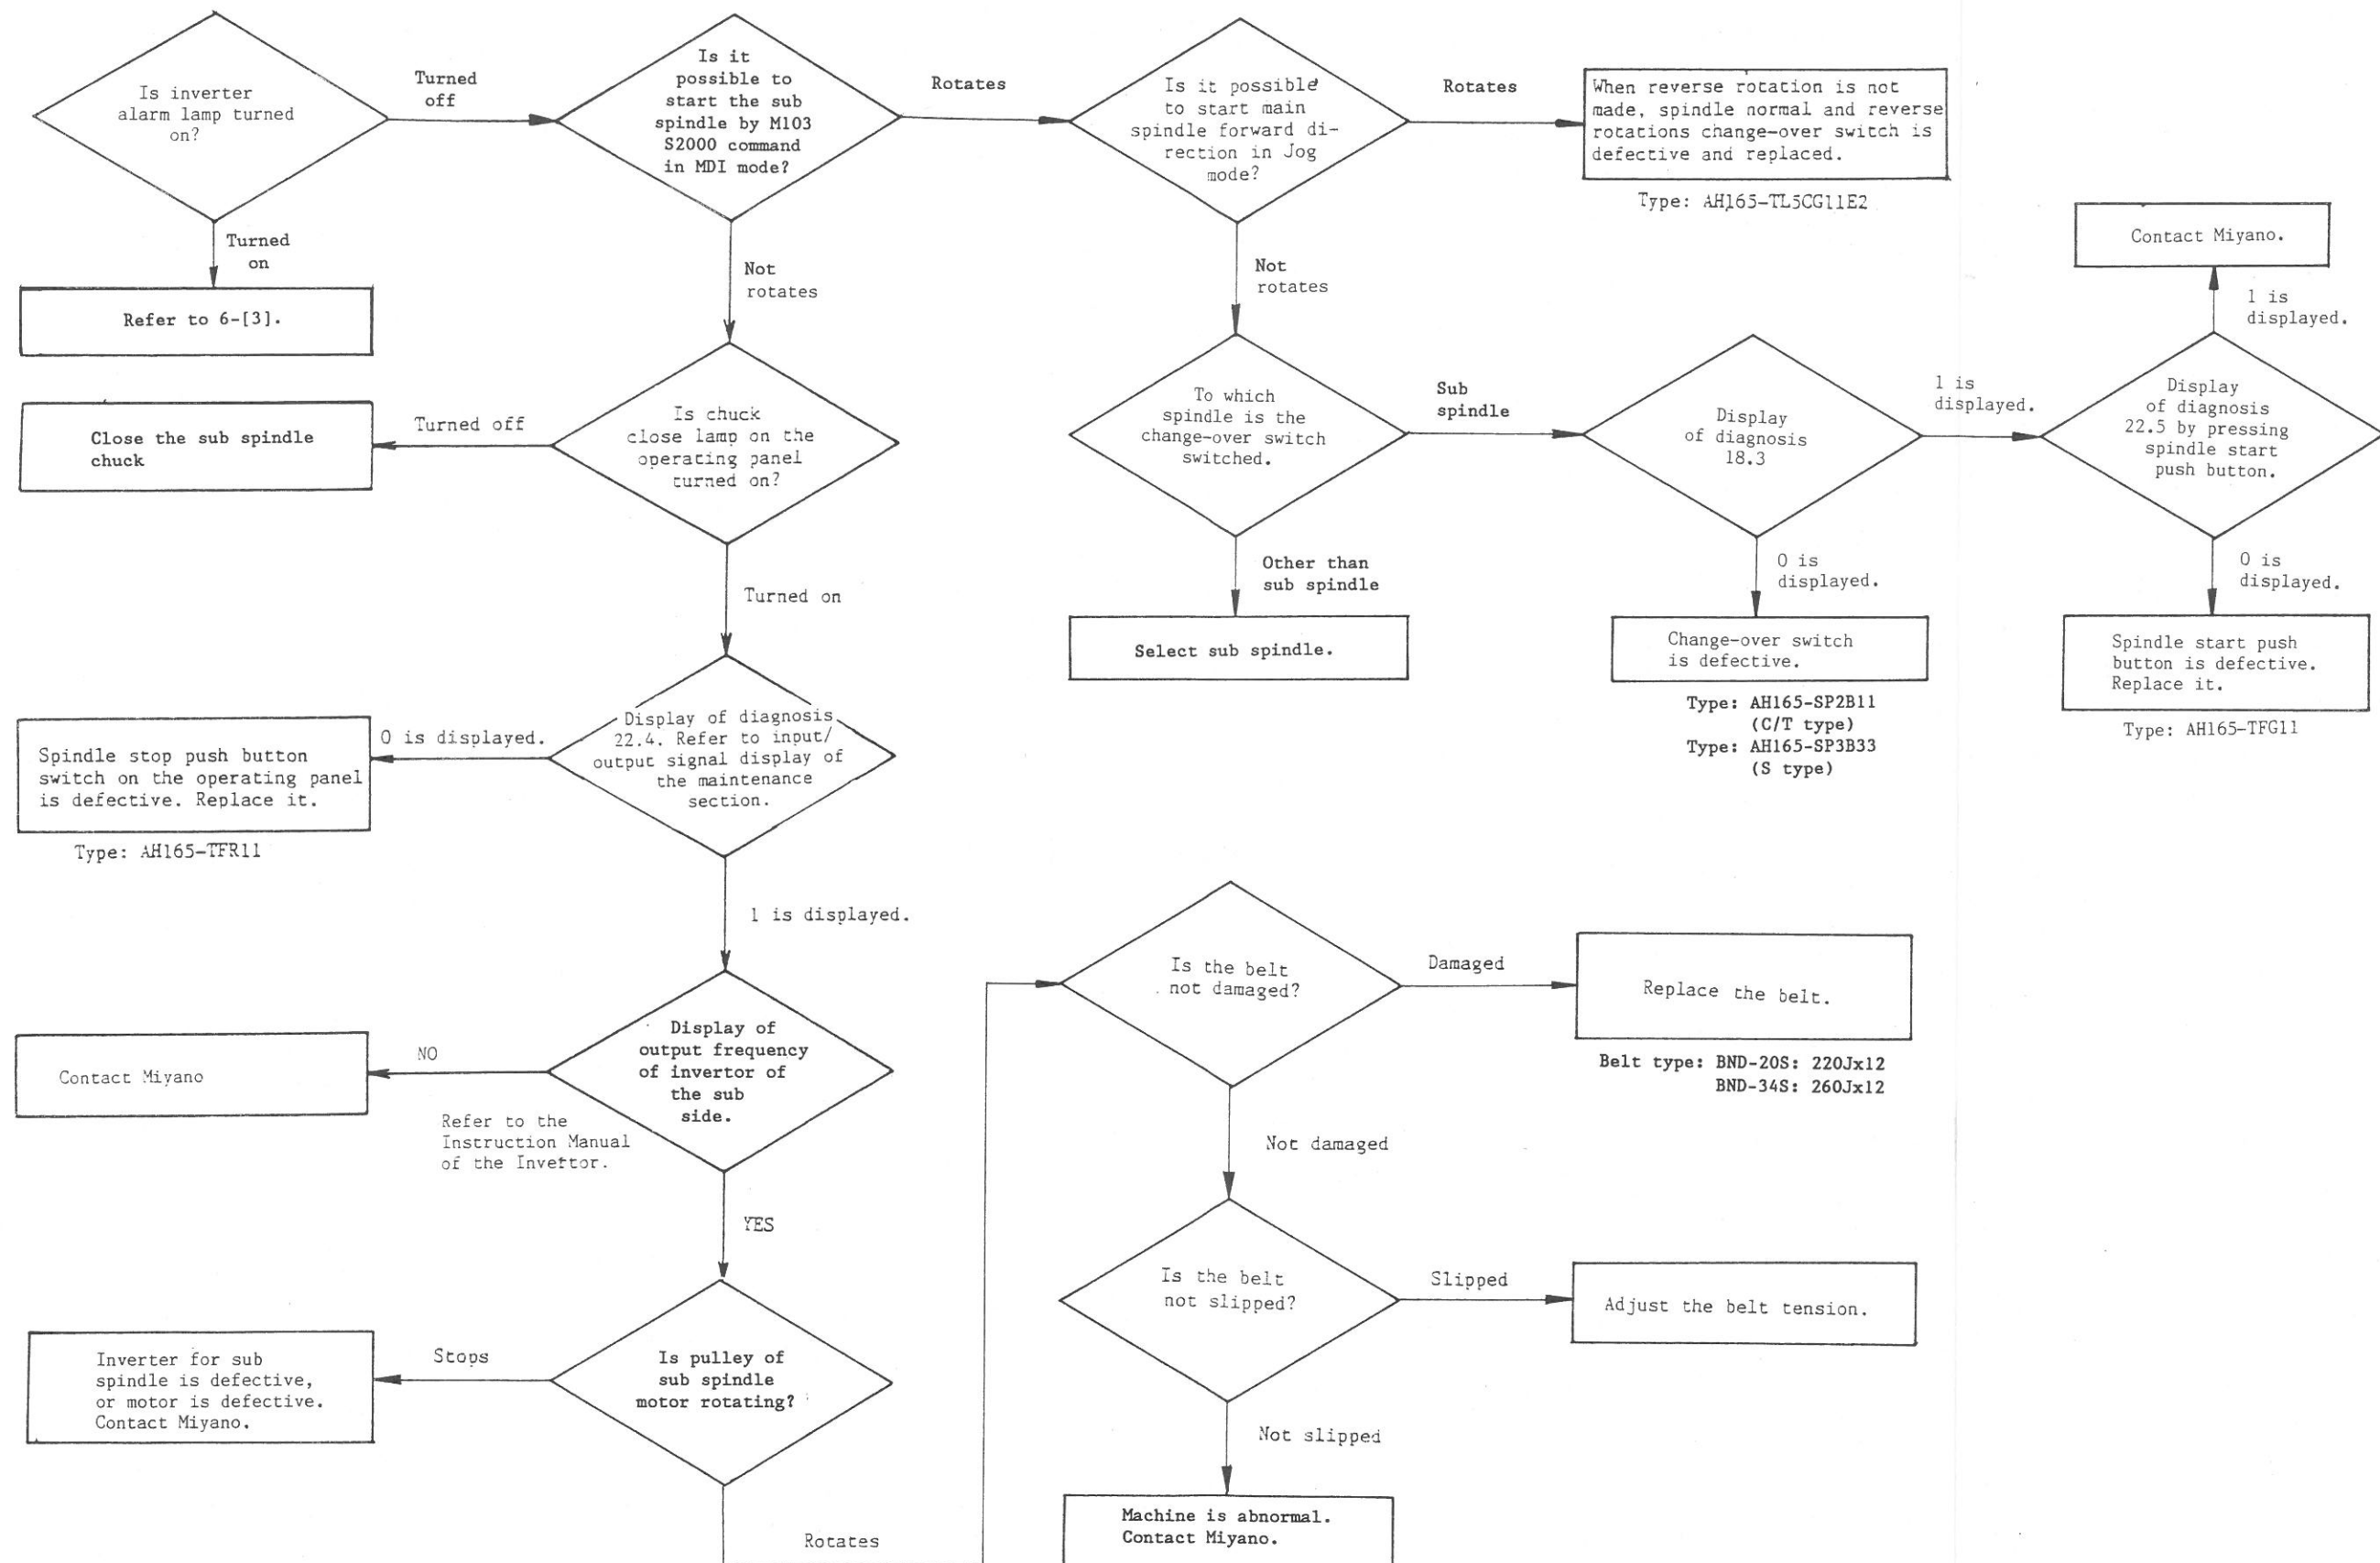 Is inverter
alarm lamp turned
on?
Turned
off
Turned
on
Refer to 6-[3].
Is it
possible to
start the sub
spindle by M103
S2000 command
in MDI mode?
Rotates
Not
rotates
Is it possible
to start main
spindle forward di-
rection in Jog
mode?
Rotates
When reverse rotation is not
made, spindle normal and reverse
rotations change-over switch is
defective and replaced.
Type: AH165-TL5CG11E2
Not
rotates
Close the sub spindle
chuck
Turned off
Is chuck
close lamp on the
operating panel
turned on?
Turned on
To which
spindle is the
change-over switch
switched.
Sub
spindle
Other than
sub spindle
Select sub spindle.
Display
of diagnosis
18.3
1 is
displayed.
0 is
displayed.
Change-over switch
is defective.
Type: AH165-SP2B11
(C/T type)
Type: AH165-SP3B33
(S type)
Contact Miyano.
1 is
displayed.
Display
of diagnosis
22.5 by pressing
spindle start
push button.
0 is
displayed.
Spindle start push
button is defective.
Replace it.
Type: AH165-TFG11
Spindle stop push button
switch on the operating panel
is defective. Replace it.
Type: AH165-TFR11
0 is displayed.
Display of diagnosis
22.4. Refer to input/
output signal display of
the maintenance
section.
1 is displayed.
Contact Miyano
NO
Refer to the
Instruction Manual
of the Invertor.
Display of
output frequency
of invertor of
the sub
side.
YES
Inverter for sub
spindle is defective,
or motor is defective.
Contact Miyano.
Stops
Is pulley of
sub spindle
motor rotating?
Rotates
Is the belt
not damaged?
Damaged
Replace the belt.
Belt type: BND-20S: 220Jx12
BND-34S: 260Jx12
Not damaged
Is the belt
not slipped?
Slipped
Adjust the belt tension.
Not slipped
Machine is abnormal.
Contact Miyano.